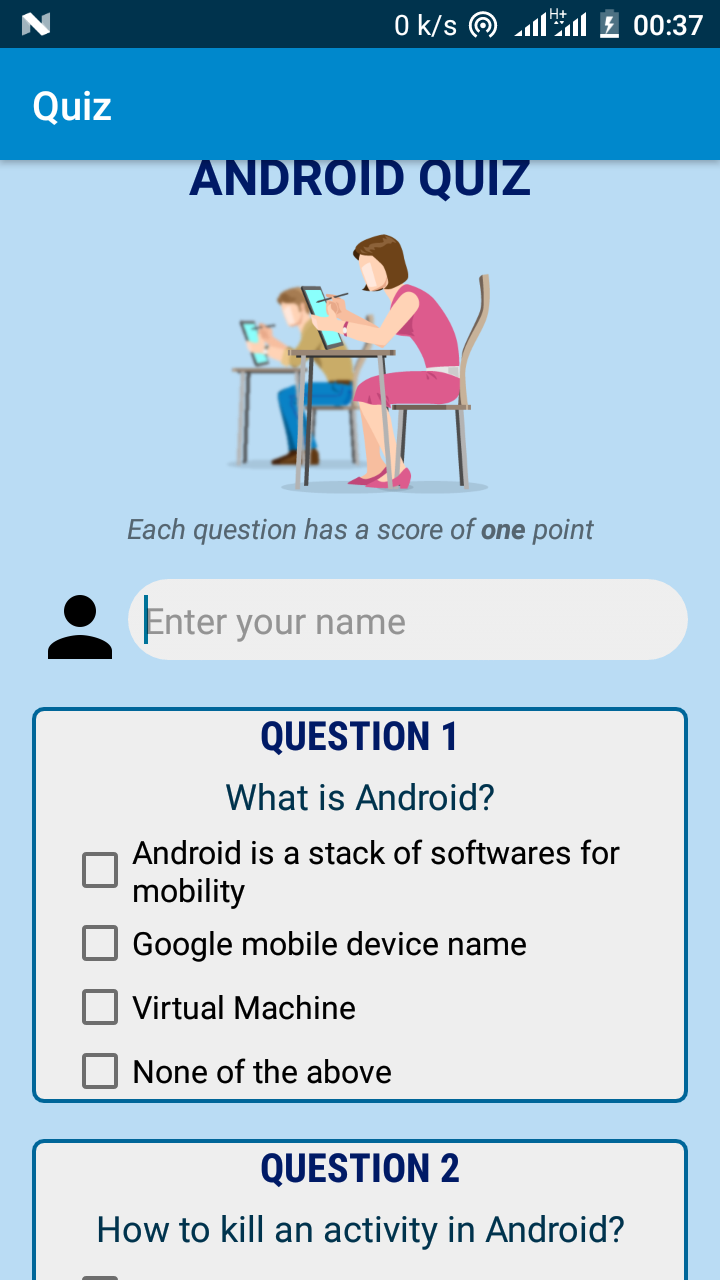 0 k/s H+ 00:37
Quiz
ANDROID QUIZ
Each question has a score of one point
Enter your name
QUESTION 1
What is Android?
Android is a stack of softwares for
mobility
Google mobile device name
Virtual Machine
None of the above
QUESTION 2
How to kill an activity in Android?